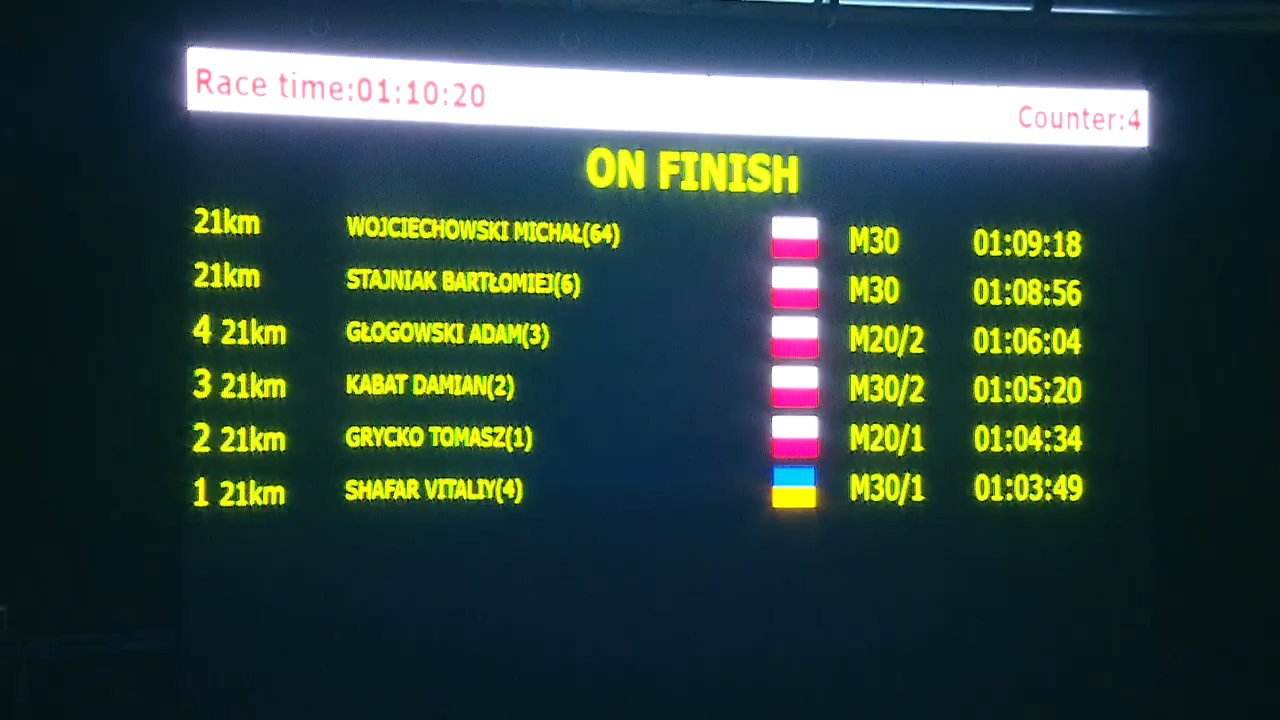 Race time:01:10:20 Counter:4
ON FINISH
21km WOJCIECHOWSKI MICHAŁ(64) M30 01:09:18
21km STAJNIAK BARTŁOMIEJ(6) M30 01:08:56
4 21km GŁOGOWSKI ADAM(3) M20/2 01:06:04
3 21km KABAT DAMIAN(2) M30/2 01:05:20
2 21km GRYCKO TOMASZ(1) M20/1 01:04:34
1 21km SHAFAR VITALIY(4) M30/1 01:03:49